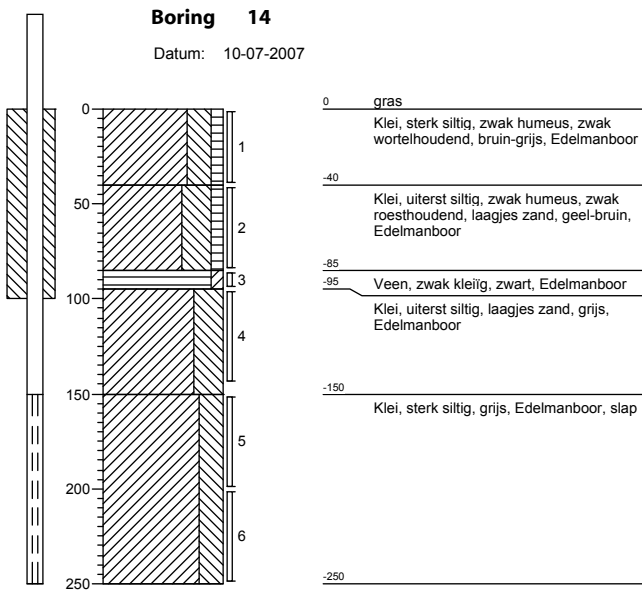 Boring 14
Datum: 10-07-2007
0
50
100
150
200
250
1
2
3
4
5
6
0 gras
Klei, sterk siltig, zwak humeus, zwak
wortelhoudend, bruin-grijs, Edelmanboor
-40
Klei, uiterst siltig, zwak humeus, zwak
roesthoudend, laagjes zand, geel-bruin,
Edelmanboor
-85
Veen, zwak kleiïg, zwart, Edelmanboor
-95
Klei, uiterst siltig, laagjes zand, grijs,
Edelmanboor
-150
Klei, sterk siltig, grijs, Edelmanboor, slap
-250